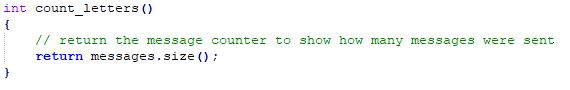 int count_letters()
{
// return the message counter to show how many messages were sent
return messages.size();
}